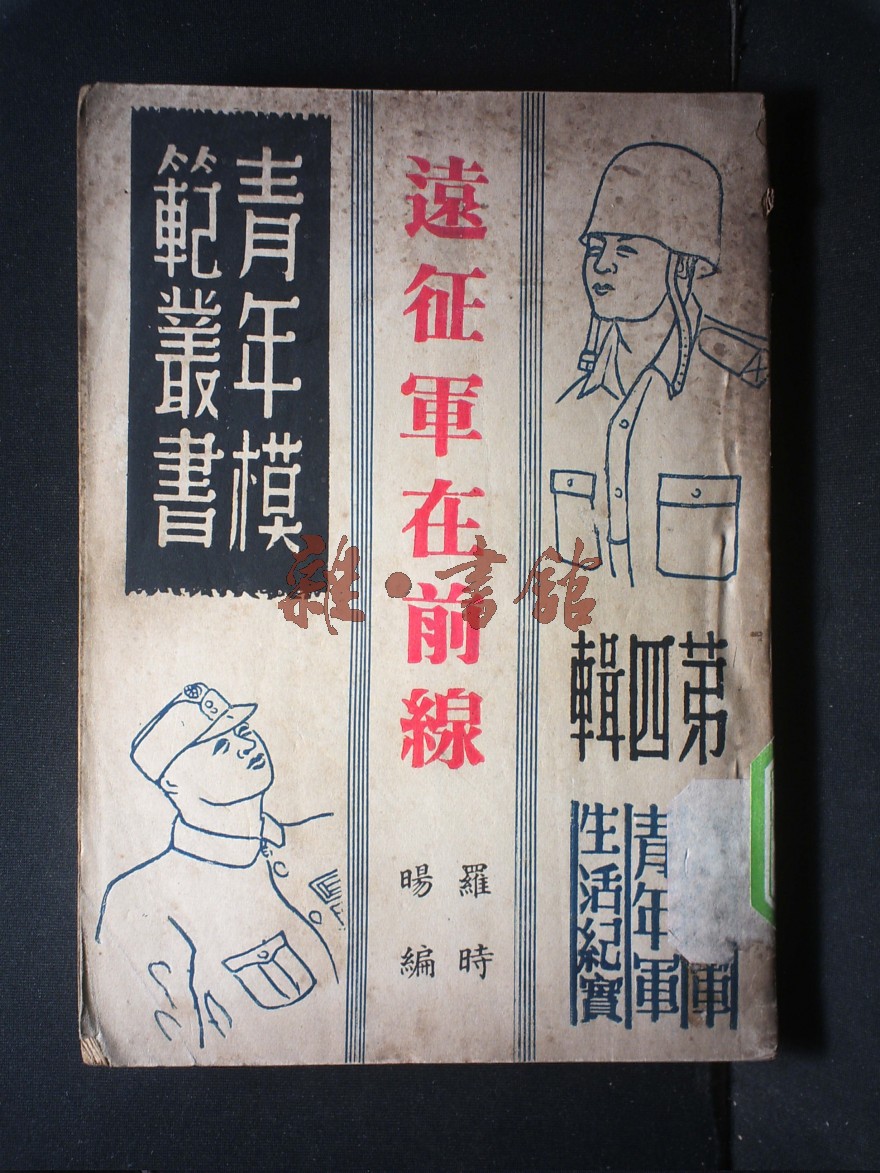 青年模
範叢書
遠征軍在前線
羅時
暘編
第四輯
軍
青年軍
生活紀實
雜·書館